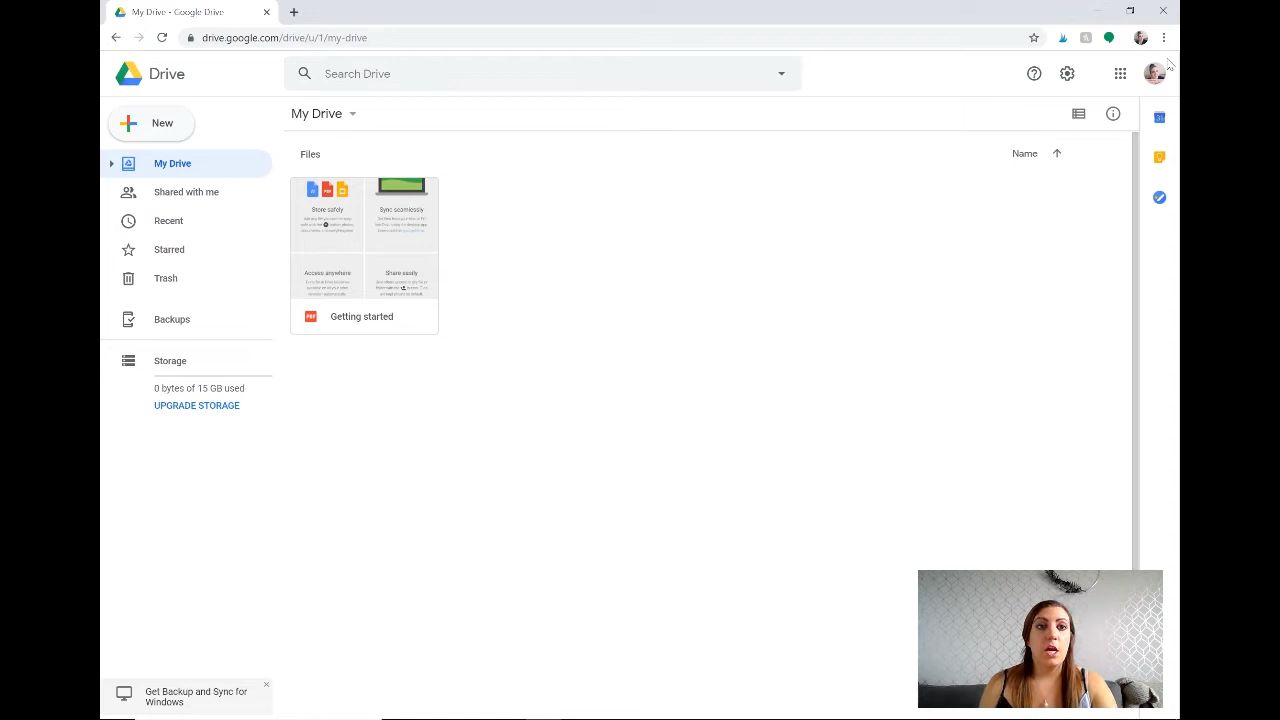 My Drive - Google Drive
drive.google.com/drive/u/1/my-drive
Drive
Search Drive
New
My Drive
Name
My Drive
Shared with me
Recent
Starred
Trash
Backups
Storage
0 bytes of 15 GB used
UPGRADE STORAGE
Files
Store safely
Sync seamlessly
Access anywhere
Share easily
PDF
Getting started
31
Get Backup and Sync for
Windows